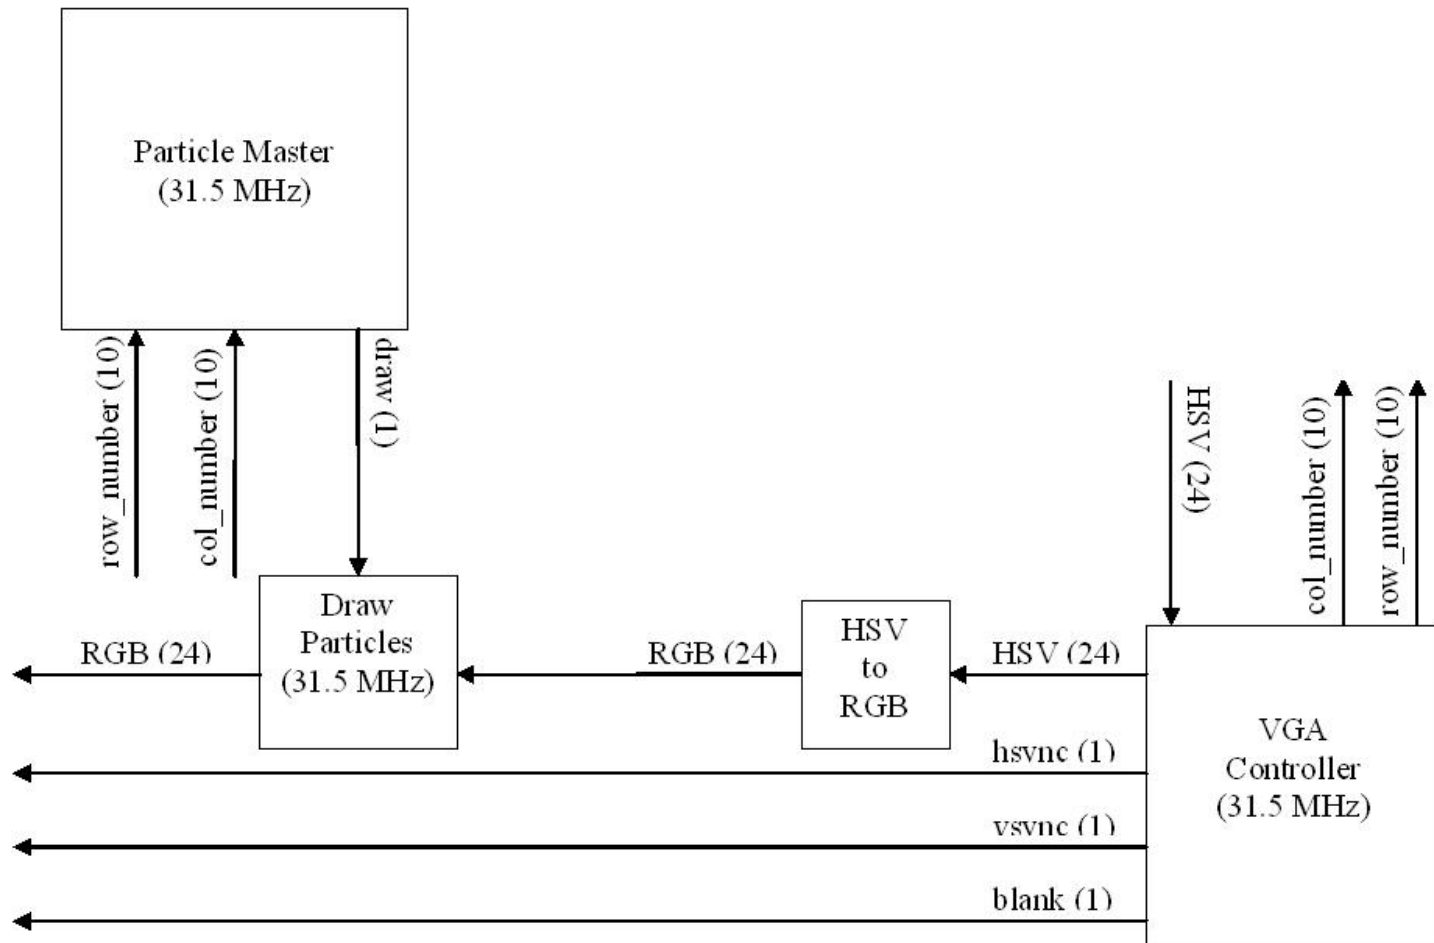 Particle Master
(31.5 MHz)
row_number (10)
col_number (10)
draw (1)
HSV (24)
col_number (10)
row_number (10)
Draw
Particles
(31.5 MHz)
RGB (24)
RGB (24)
HSV
to
RGB
HSV (24)
VGA
Controller
(31.5 MHz)
hsync (1)
vsync (1)
blank (1)